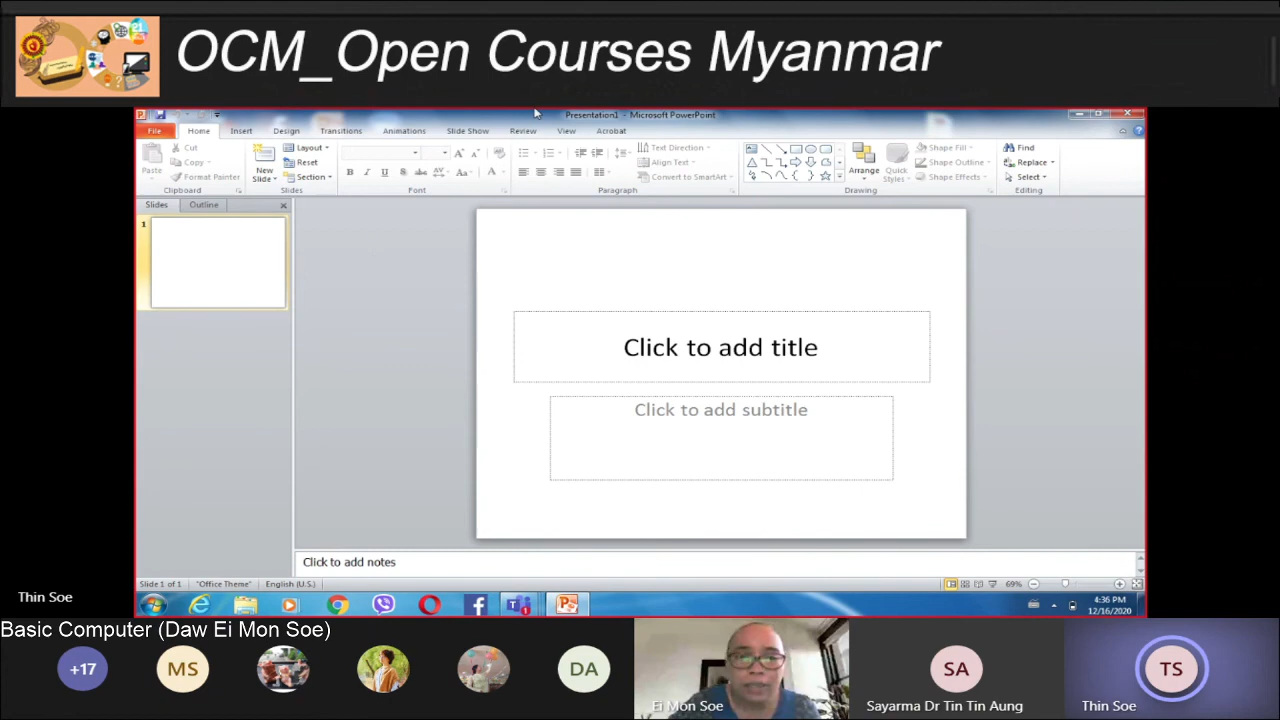 OCM_Open Courses Myanmar
Presentation1 - Microsoft PowerPoint
File Home Insert Design Transitions Animations Slide Show Review View Acrobat
Paste
Cut
Copy
Format Painter
Clipboard
New
Slide
Layout
Reset
Section
Slides
Font
Text Direction
Align Text
Convert to SmartArt
Paragraph
Arrange
Quick
Styles
Shape Fill
Shape Outline
Shape Effects
Drawing
Find
Replace
Select
Editing
Slides Outline
1
Click to add title
Click to add subtitle
Click to add notes
Slide 1 of 1 "Office Theme" English (U.S.) 69%
4:36 PM
12/16/2020
Thin Soe
Basic Computer (Daw Ei Mon Soe)
+17 MS DA SA TS
Ei Mon Soe Sayarma Dr Tin Tin Aung Thin Soe